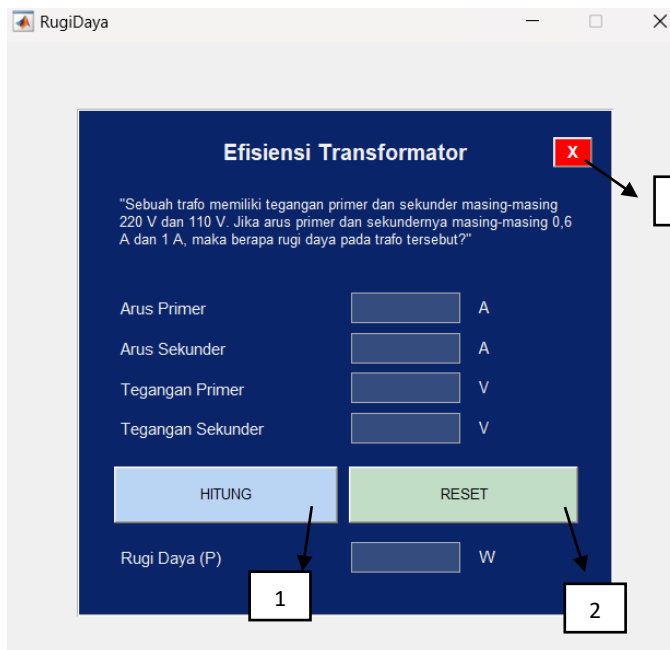 RugiDaya
Efisiensi Transformator
X
"Sebuah trafo memiliki tegangan primer dan sekunder masing-masing
220 V dan 110 V. Jika arus primer dan sekundernya masing-masing 0,6
A dan 1 A, maka berapa rugi daya pada trafo tersebut?"
Arus Primer A
Arus Sekunder A
Tegangan Primer V
Tegangan Sekunder V
HITUNG RESET
Rugi Daya (P) W
1
2